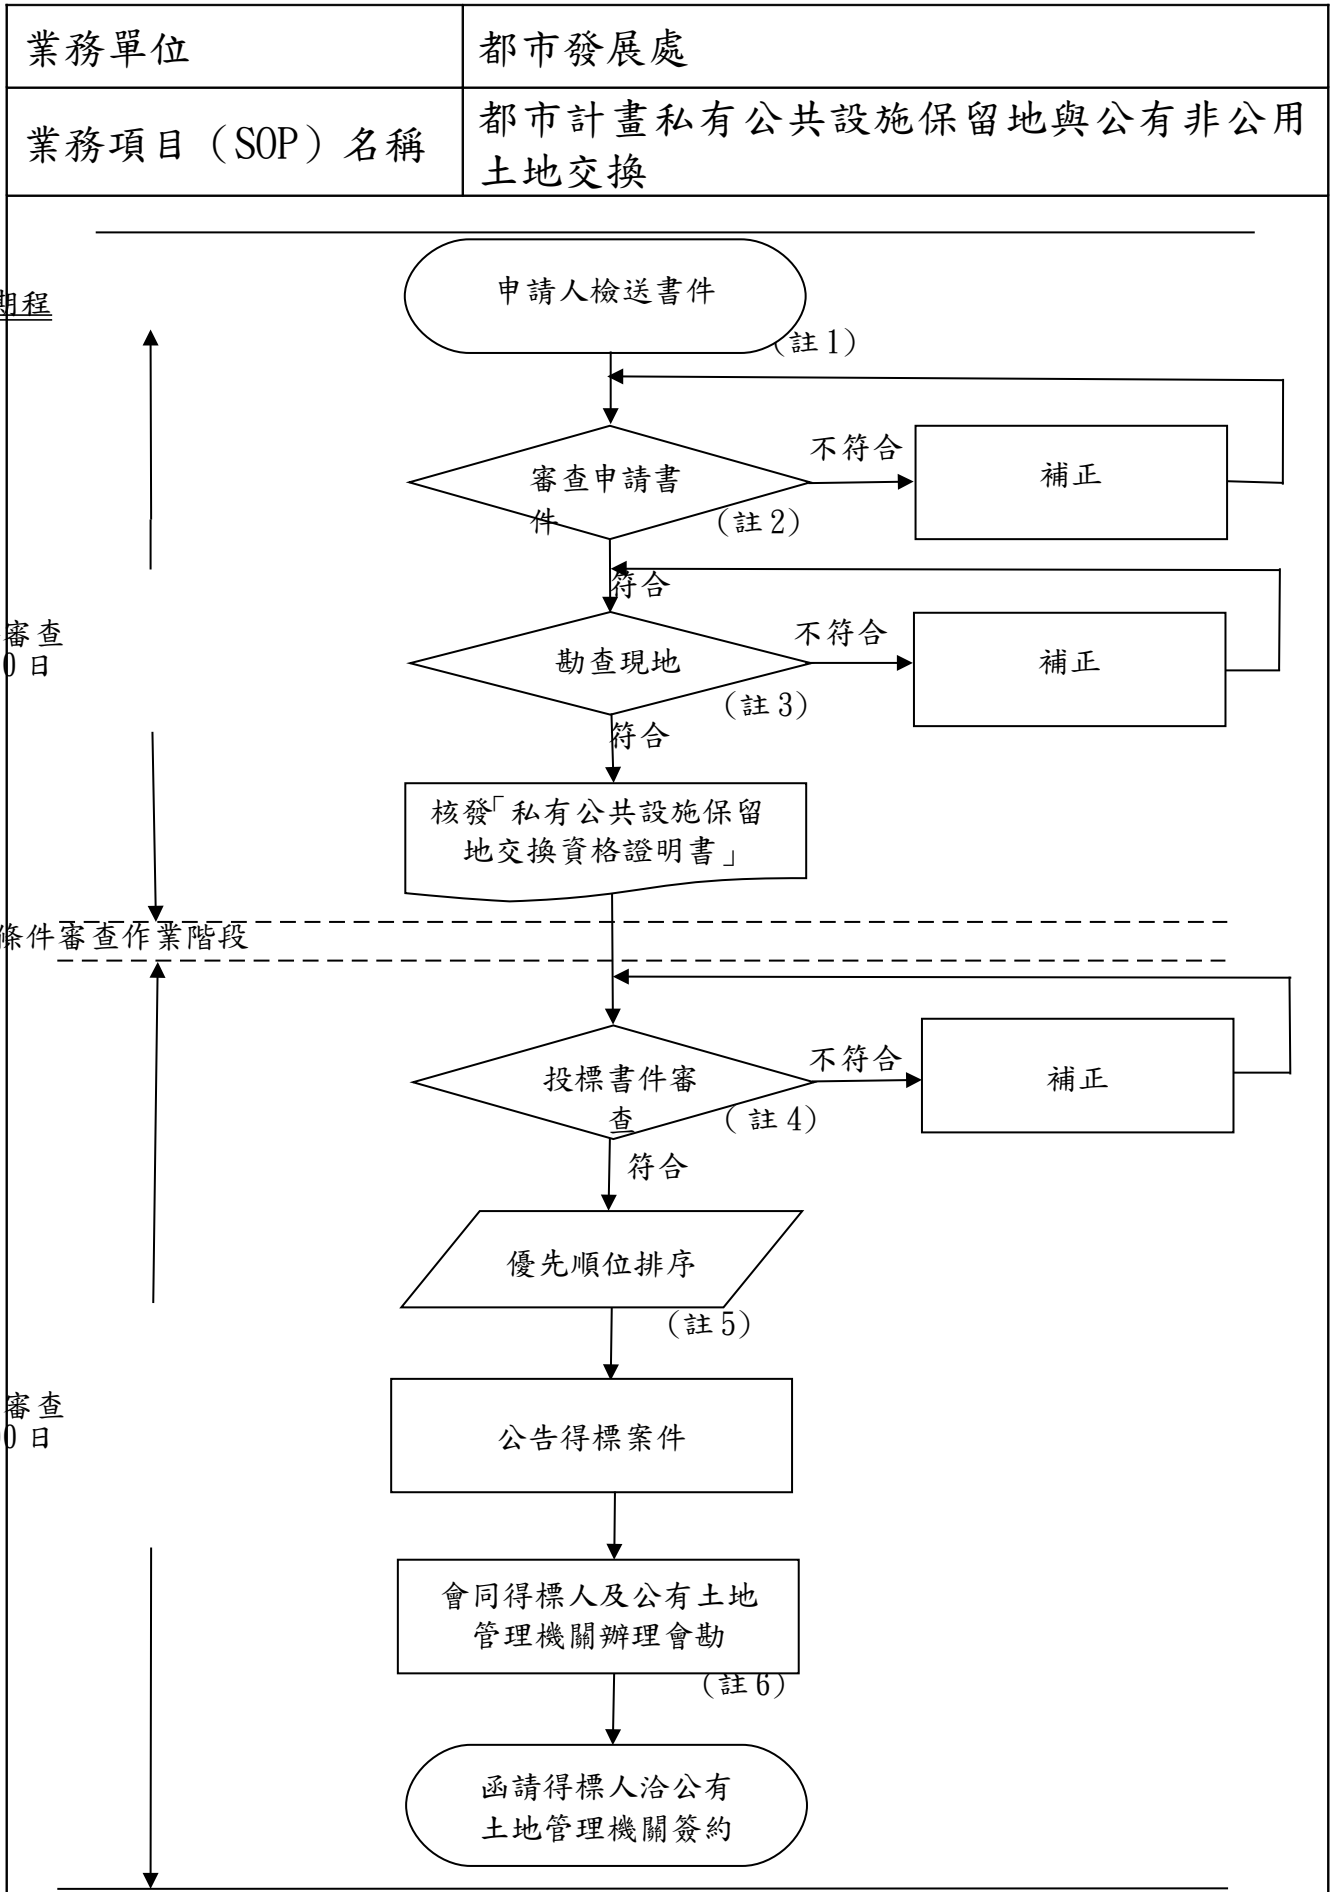 業務單位
都市發展處
業務項目（SOP）名稱
都市計畫私有公共設施保留地與公有非公用
土地交換
期程
申請人檢送書件
（註1）
審查申請書
件
（註2）
不符合
補正
符合
勘查現地
（註3）
不符合
補正
審查
0日
符合
核發「私有公共設施保留
地交換資格證明書」
條件審查作業階段
投標書件審
查
（註4）
不符合
補正
符合
優先順位排序
（註5）
審查
0日
公告得標案件
會同得標人及公有土地
管理機關辦理會勘
（註6）
函請得標人洽公有
土地管理機關簽約